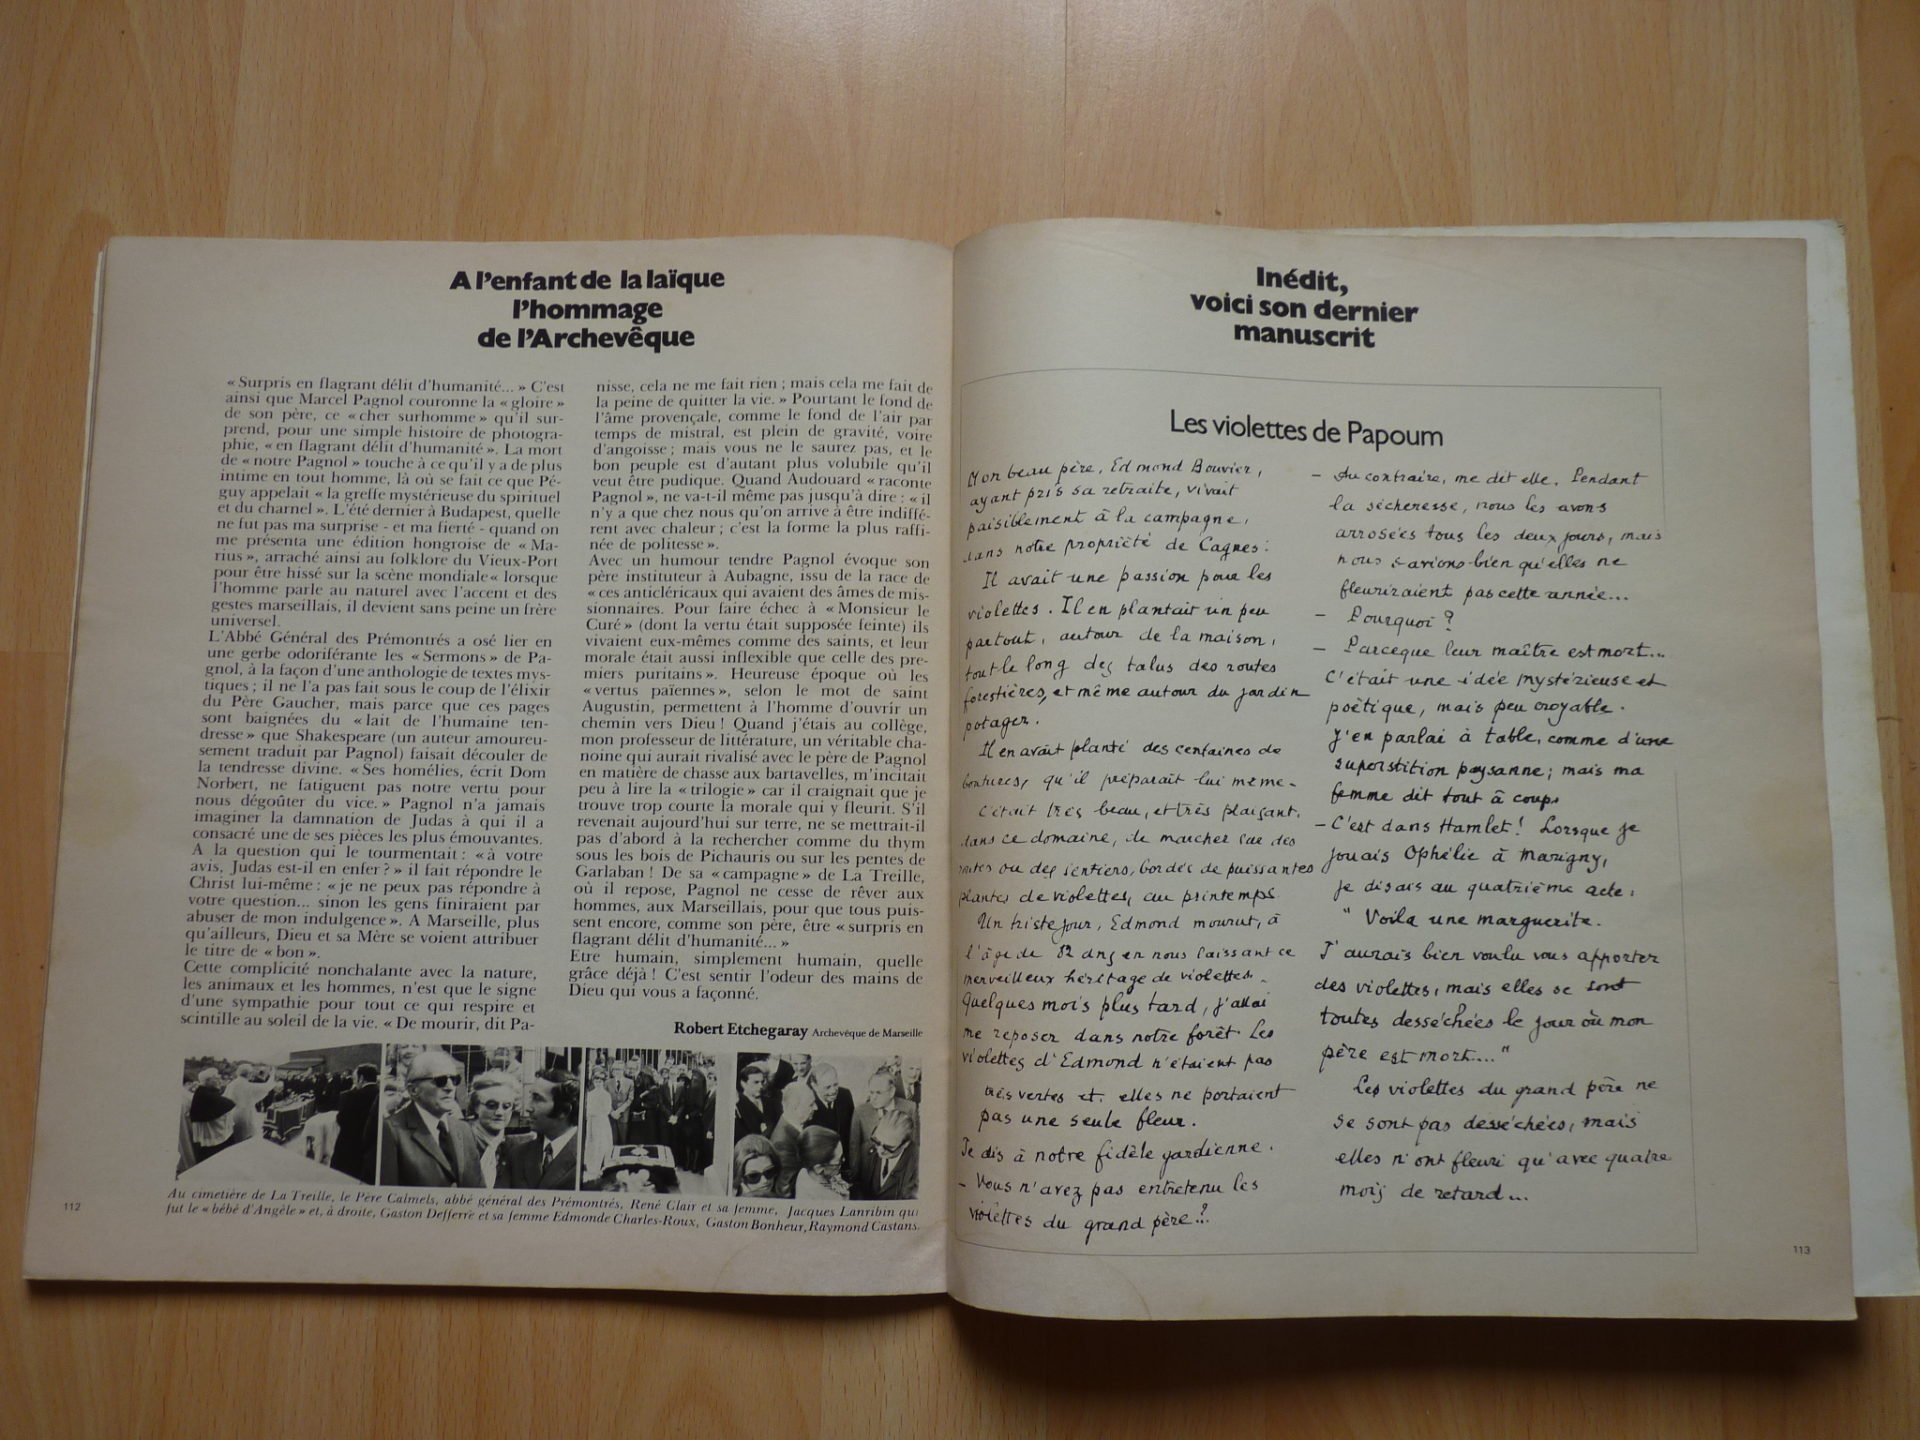 A l'enfant de la laïque
l'hommage
de l'Archevêque
« Surpris en flagrant délit d'humanité... » C'est
ainsi que Marcel Pagnol couronne la « gloire »
de son père, ce « cher surhomme » qu'il sur-
prend, pour une simple histoire de photogra-
phie, « en flagrant délit d'humanité ». La mort
de « notre Pagnol » touche à ce qu'il y a de plus
intime en tout homme, là où se fait ce que Pé-
guy appelait « la greffe mystérieuse du spirituel
et du charnel ». L'été dernier à Budapest, quelle
ne fut pas ma surprise - et ma fierté - quand on
me présenta une édition hongroise de « Ma-
rius », arraché ainsi au folklore du Vieux-Port
pour être hissé sur la scène mondiale « lorsque
l'homme parle au naturel avec l'accent et des
gestes marseillais, il devient sans peine un frère
universel.
L'Abbé Général des Prémontrés a osé lier en
une gerbe odoriférante les « Sermons » de Pa-
gnol, à la façon d'une anthologie de textes mys-
tiques ; il ne l'a pas fait sous le coup de l'élixir
du Père Gaucher, mais parce que ces pages
sont baignées du « lait de l'humaine ten-
dresse » que Shakespeare (un auteur amoureu-
sement traduit par Pagnol) faisait découler de
la tendresse divine. « Ses homélies, écrit Dom
Norbert, ne fatiguent pas notre vertu pour
nous dégoûter du vice. » Pagnol n'a jamais
imaginer la damnation de Judas à qui il a
consacré une de ses pièces les plus émouvantes.
A la question qui le tourmentait : « à votre
avis, Judas est-il en enfer ? » il fait répondre le
Christ lui-même : « je ne peux pas répondre à
votre question... sinon les gens finiraient par
abuser de mon indulgence ». A Marseille, plus
qu'ailleurs, Dieu et sa Mère se voient attribuer
le titre de « bon ».
Cette complicité nonchalante avec la nature,
les animaux et les hommes, n'est que le signe
d'une sympathie pour tout ce qui respire et
scintille au soleil de la vie. « De mourir, dit Pa-
nisse, cela ne me fait rien ; mais cela me fait de
la peine de quitter la vie. » Pourtant le fond de
l'âme provençale, comme le fond de l'air par
temps de mistral, est plein de gravité, voire
d'angoisse ; mais vous ne le saurez pas, et le
bon peuple est d'autant plus volubile qu'il
veut être pudique. Quand Audouard « raconte
Pagnol », ne va-t-il même pas jusqu'à dire : « il
n'y a que chez nous qu'on arrive à être indiffé-
rent avec chaleur ; c'est la forme la plus raffi-
née de politesse ».
Avec un humour tendre Pagnol évoque son
père instituteur à Aubagne, issu de la race de
« ces anticléricaux qui avaient des âmes de mis-
sionnaires. Pour faire échec à « Monsieur le
Curé » (dont la vertu était supposée feinte) ils
vivaient eux-mêmes comme des saints, et leur
morale était aussi inflexible que celle des pre-
miers puritains ». Heureuse époque où les
« vertus païennes », selon le mot de saint
Augustin, permettent à l'homme d'ouvrir un
chemin vers Dieu ! Quand j'étais au collège,
mon professeur de littérature, un véritable cha-
noine qui aurait rivalisé avec le père de Pagnol
en matière de chasse aux bartavelles, m'incitait
peu à lire la « trilogie » car il craignait que je
trouve trop courte la morale qui y fleurit. S'il
revenait aujourd'hui sur terre, ne se mettrait-il
pas d'abord à la rechercher comme du thym
sous les bois de Pichauris ou sur les pentes de
Garlaban ! De sa « campagne » de La Treille,
où il repose, Pagnol ne cesse de rêver aux
hommes, aux Marseillais, pour que tous puis-
sent encore, comme son père, être « surpris en
flagrant délit d'humanité... »
Etre humain, simplement humain, quelle
grâce déjà ! C'est sentir l'odeur des mains de
Dieu qui vous a façonné.
Robert Etchegaray Archevêque de Marseille
Au cimetière de La Treille, le Père Calmels, abbé général des Prémontrés, René Clair et sa femme, Jacques Lanribin qui
fut le « bébé d'Angèle » et, à droite, Gaston Defferre et sa femme Edmonde Charles-Roux, Gaston Bonheur, Raymond Castans.
112
Inédit,
voici son dernier
manuscrit
Les violettes de Papoum
Mon beau père, Edmond Bouvier,
ayant pris sa retraite, vivait
paisiblement à la campagne,
dans notre propriété de Cagnes.
Il avait une passion pour les
violettes. Il en plantait un peu
partout, autour de la maison,
tout le long des talus des routes
forestières, et même autour du jardin
potager.
Il en avait planté des centaines de
boutures, qu'il préparait lui meme.
C'était très beau, et très plaisant,
dans ce domaine, de marcher sur des
routes ou des sentiers, bordés de puissantes
plantes de violettes, au printemps.
Un triste jour, Edmond mourut, à
l'âge de 82 ans en nous laissant ce
merveilleux héritage de violettes.
Quelques mois plus tard, j'allai
me reposer dans notre forêt. Les
violettes d'Edmond n'étaient pas
très vertes et elles ne portaient
pas une seule fleur.
Je dis à notre fidèle gardienne.
- Vous n'avez pas entretenu les
violettes du grand père ?
- Au contraire, me dit elle. Pendant
la sécheresse, nous les avons
arrosées tous les deux jours, mais
nous savions bien qu'elles ne
fleuriraient pas cette année...
- Pourquoi ?
- Parceque leur maître est mort...
C'était une idée mystérieuse et
poètique, mais peu croyable.
J'en parlai à table, comme d'une
superstition paysanne ; mais ma
femme dit tout à coup,
- C'est dans Hamlet ! Lorsque je
jouais Ophélie à Marigny,
je disais au quatrième acte :
" Voila une marguerite.
J'aurais bien voulu vous apporter
des violettes, mais elles se sont
toutes desséchées le jour où mon
père est mort..."
Les violettes du grand père ne
se sont pas desséchées, mais
elles n'ont fleuri qu'avec quatre
mois de retard...
113